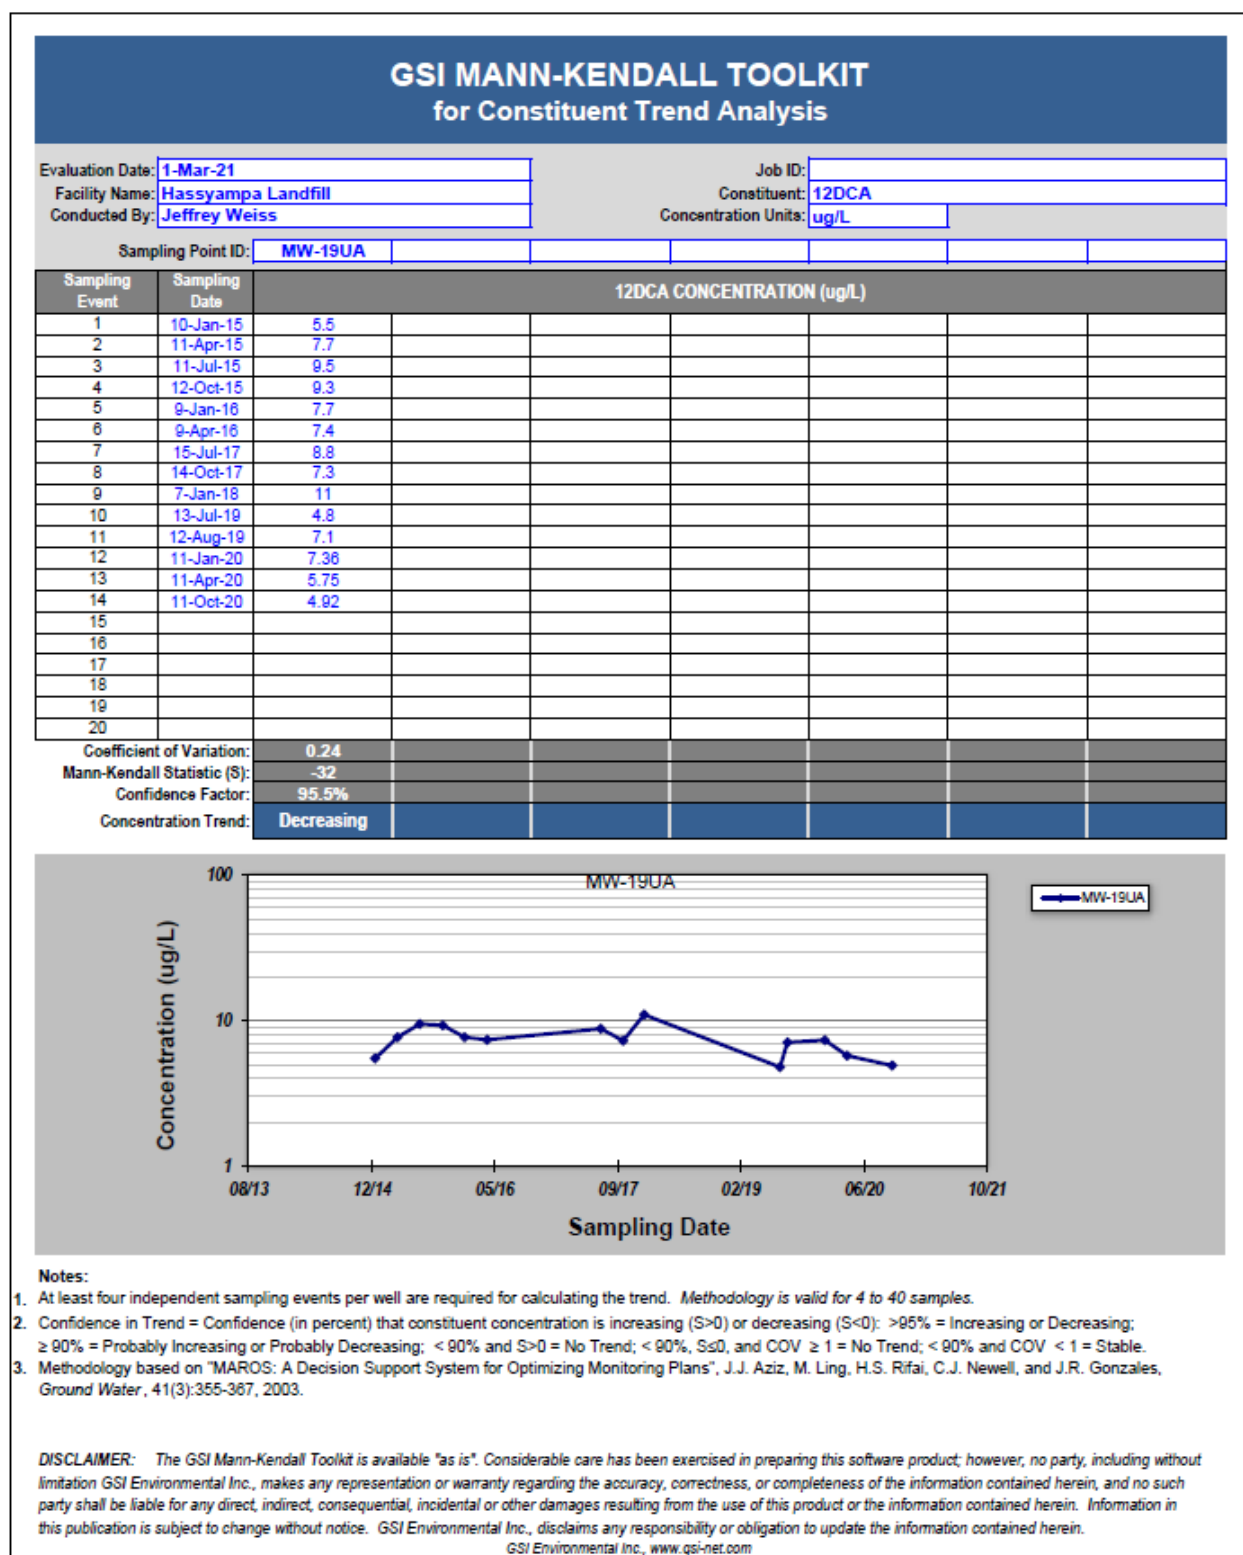 GSI MANN-KENDALL TOOLKIT
for Constituent Trend Analysis
Evaluation Date: 1-Mar-21 Job ID:
Facility Name: Hassyampa Landfill Constituent: 12DCA
Conducted By: Jeffrey Weiss Concentration Units: ug/L
Sampling Point ID: MW-19UA
Sampling Event Sampling Date 12DCA CONCENTRATION (ug/L)
1 10-Jan-15 5.5
2 11-Apr-15 7.7
3 11-Jul-15 9.5
4 12-Oct-15 9.3
5 9-Jan-16 7.7
6 9-Apr-16 7.4
7 15-Jul-17 8.8
8 14-Oct-17 7.3
9 7-Jan-18 11
10 13-Jul-19 4.8
11 12-Aug-19 7.1
12 11-Jan-20 7.36
13 11-Apr-20 5.75
14 11-Oct-20 4.92
15
16
17
18
19
20
Coefficient of Variation: 0.24
Mann-Kendall Statistic (S): -32
Confidence Factor: 95.5%
Concentration Trend: Decreasing
MW-19UA
MW-19UA
Concentration (ug/L)
100
10
1
08/13 12/14 05/16 09/17 02/19 06/20 10/21
Sampling Date
Notes:
1. At least four independent sampling events per well are required for calculating the trend. Methodology is valid for 4 to 40 samples.
2. Confidence in Trend = Confidence (in percent) that constituent concentration is increasing (S>0) or decreasing (S<0): >95% = Increasing or Decreasing;
≥ 90% = Probably Increasing or Probably Decreasing; < 90% and S>0 = No Trend; < 90%, S≤0, and COV ≥ 1 = No Trend; < 90% and COV < 1 = Stable.
3. Methodology based on "MAROS: A Decision Support System for Optimizing Monitoring Plans", J.J. Aziz, M. Ling, H.S. Rifai, C.J. Newell, and J.R. Gonzales,
Ground Water, 41(3):355-367, 2003.
DISCLAIMER: The GSI Mann-Kendall Toolkit is available "as is". Considerable care has been exercised in preparing this software product; however, no party, including without
limitation GSI Environmental Inc., makes any representation or warranty regarding the accuracy, correctness, or completeness of the information contained herein, and no such
party shall be liable for any direct, indirect, consequential, incidental or other damages resulting from the use of this product or the information contained herein. Information in
this publication is subject to change without notice. GSI Environmental Inc., disclaims any responsibility or obligation to update the information contained herein.
GSI Environmental Inc., www.gsi-net.com